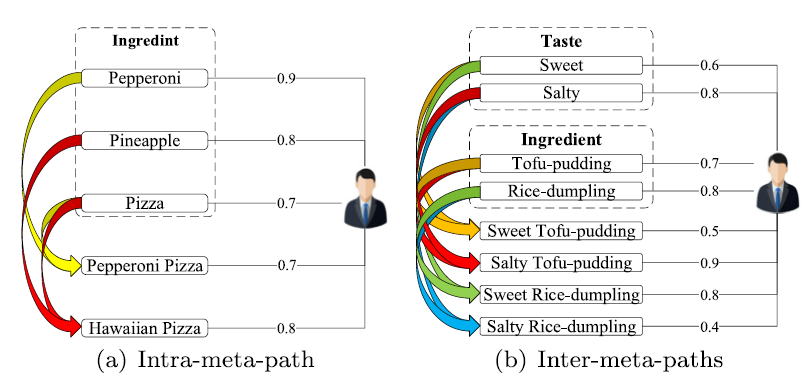 Ingredint
Pepperoni 0.9
Pineapple 0.8
Pizza 0.7
Pepperoni Pizza 0.7
Hawaiian Pizza 0.8
(a) Intra-meta-path
Taste
Sweet 0.6
Salty 0.8
Ingredient
Tofu-pudding 0.7
Rice-dumpling 0.8
Sweet Tofu-pudding 0.5
Salty Tofu-pudding 0.9
Sweet Rice-dumpling 0.8
Salty Rice-dumpling 0.4
(b) Inter-meta-paths